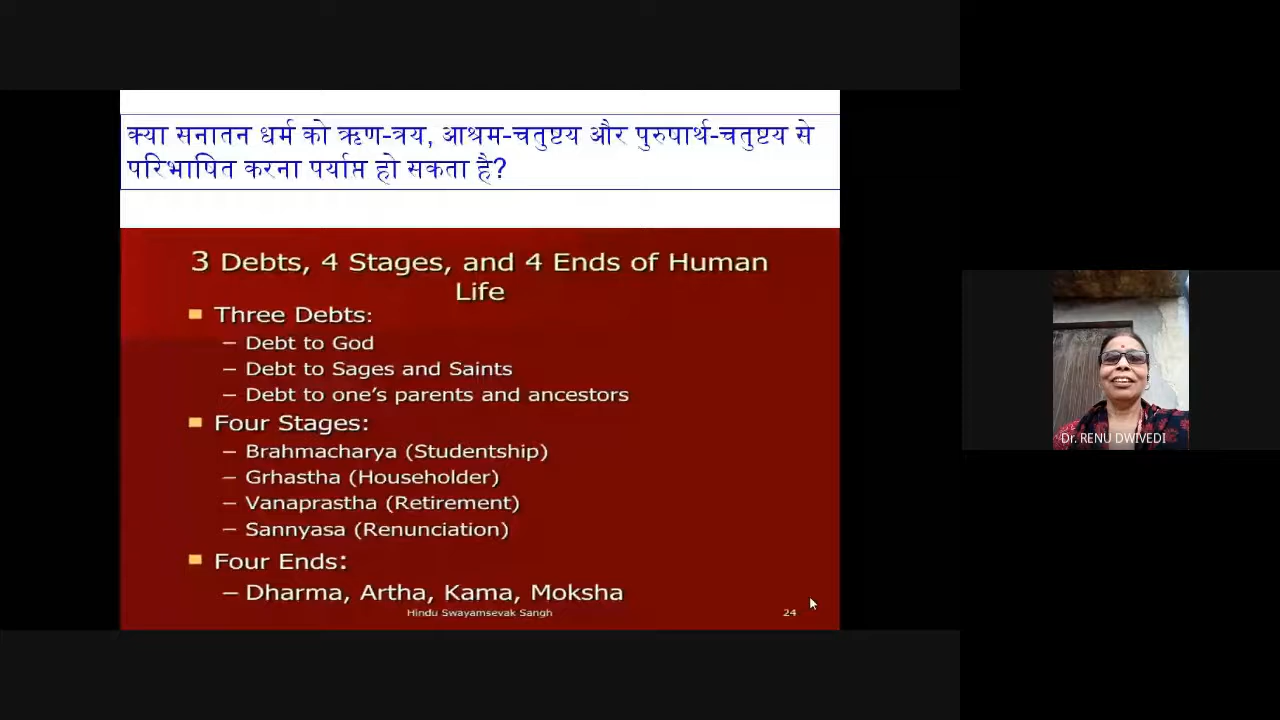 क्या सनातन धर्म को ऋण-त्रय, आश्रम-चतुष्टय और पुरुषार्थ-चतुष्टय से
परिभाषित करना पर्याप्त हो सकता है?
3 Debts, 4 Stages, and 4 Ends of Human
Life
Three Debts:
– Debt to God
– Debt to Sages and Saints
– Debt to one's parents and ancestors
Four Stages:
– Brahmacharya (Studentship)
– Grhastha (Householder)
– Vanaprastha (Retirement)
– Sannyasa (Renunciation)
Four Ends:
– Dharma, Artha, Kama, Moksha
Hindu Swayamsevak Sangh
24
Dr. RENU DWIVEDI